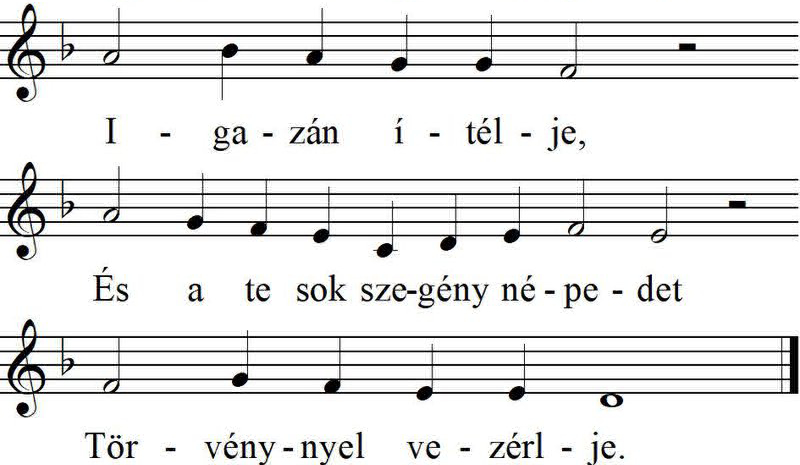 I - ga - zán í - tél - je,
És a te sok sze-gény né - pe - det
Tör - vény - nyel ve - zérl - je.